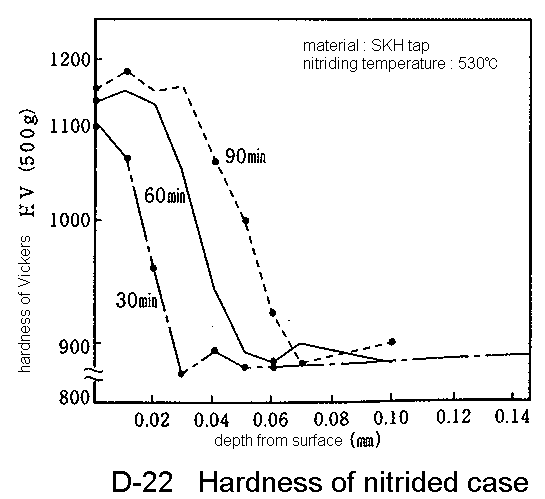 material : SKH tap
nitriding temperature : 530℃
hardness of Vickers HV (500g)
1200
1100
1000
900
800
90min
60min
30min
0.02
0.04
0.06
0.08
0.10
0.12
0.14
depth from surface (mm)
D-22 Hardness of nitrided case